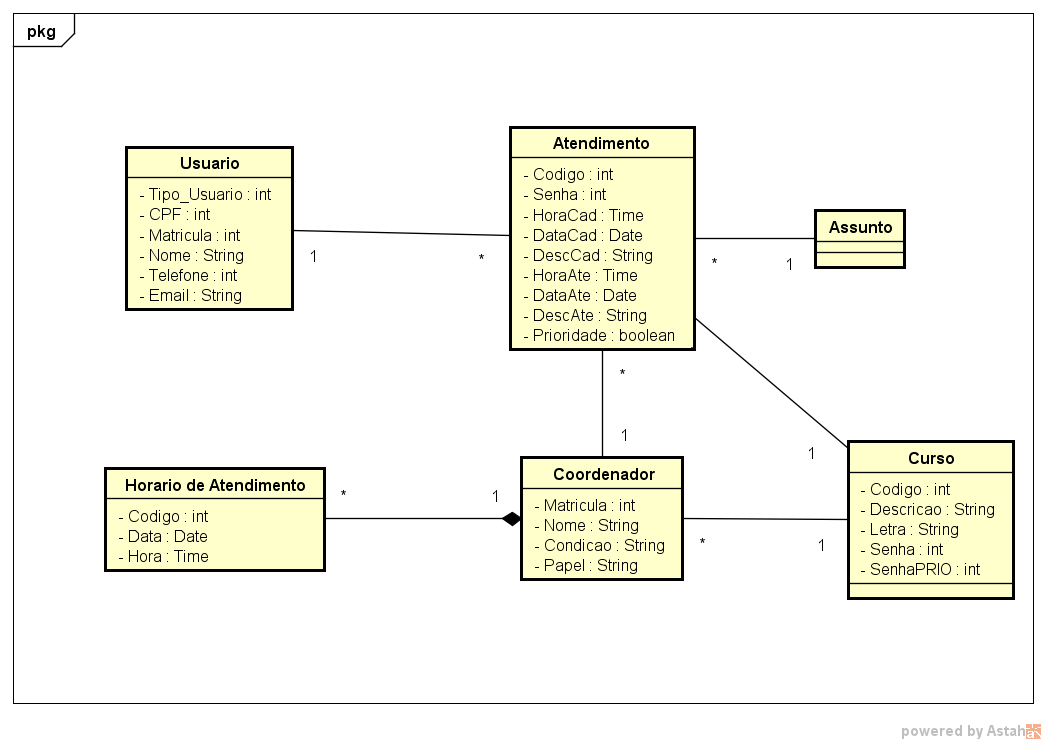 pkg
Usuario
- Tipo_Usuario : int
- CPF : int
- Matricula : int
- Nome : String
- Telefone : int
- Email : String
1
*
Atendimento
- Codigo : int
- Senha : int
- HoraCad : Time
- DataCad : Date
- DescCad : String
- HoraAte : Time
- DataAte : Date
- DescAte : String
- Prioridade : boolean
*
1
Assunto
*
1
1
Horario de Atendimento
- Codigo : int
- Data : Date
- Hora : Time
*
1
Coordenador
- Matricula : int
- Nome : String
- Condicao : String
- Papel : String
*
1
Curso
- Codigo : int
- Descricao : String
- Letra : String
- Senha : int
- SenhaPRIO : int
powered by Astah